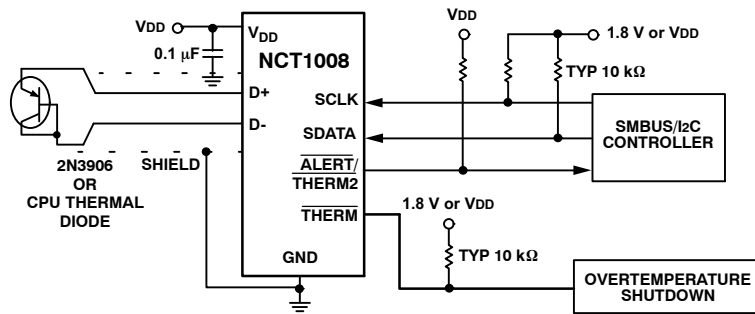 VDD
VDD
0.1 μF
VDD
NCT1008
1.8 V or VDD
TYP 10 kΩ
D+
SCLK
D-
SDATA
SMBUS/I2C
CONTROLLER
2N3906
OR
CPU THERMAL
DIODE
SHIELD
ALERT/
THERM2
THERM
1.8 V or VDD
TYP 10 kΩ
GND
OVERTEMPERATURE
SHUTDOWN